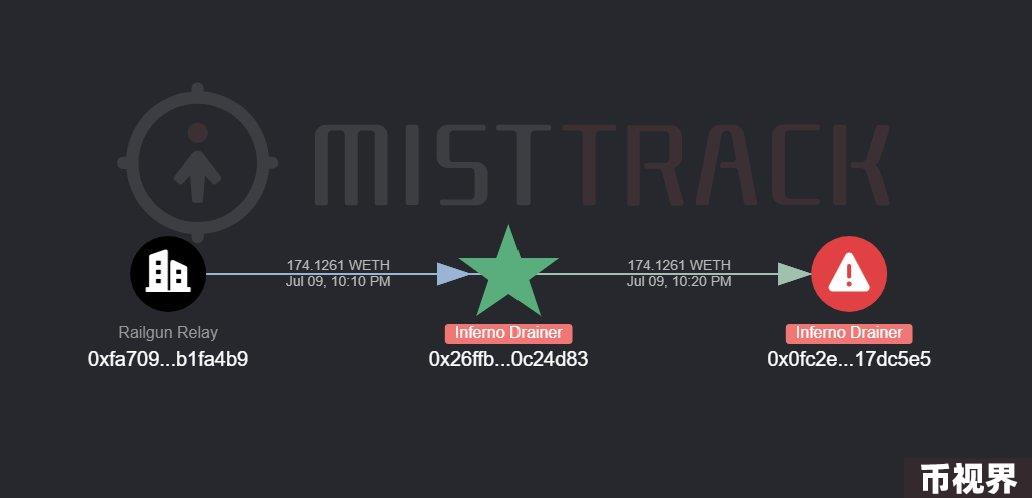 MISTTRACK
174.1261 WETH
Jul 09, 10:10 PM
174.1261 WETH
Jul 09, 10:20 PM
Railgun Relay
Inferno Drainer
Inferno Drainer
0xfa709...b1fa4b9
0x26ffb...0c24d83
0x0fc2e...17dc5e5
币视界